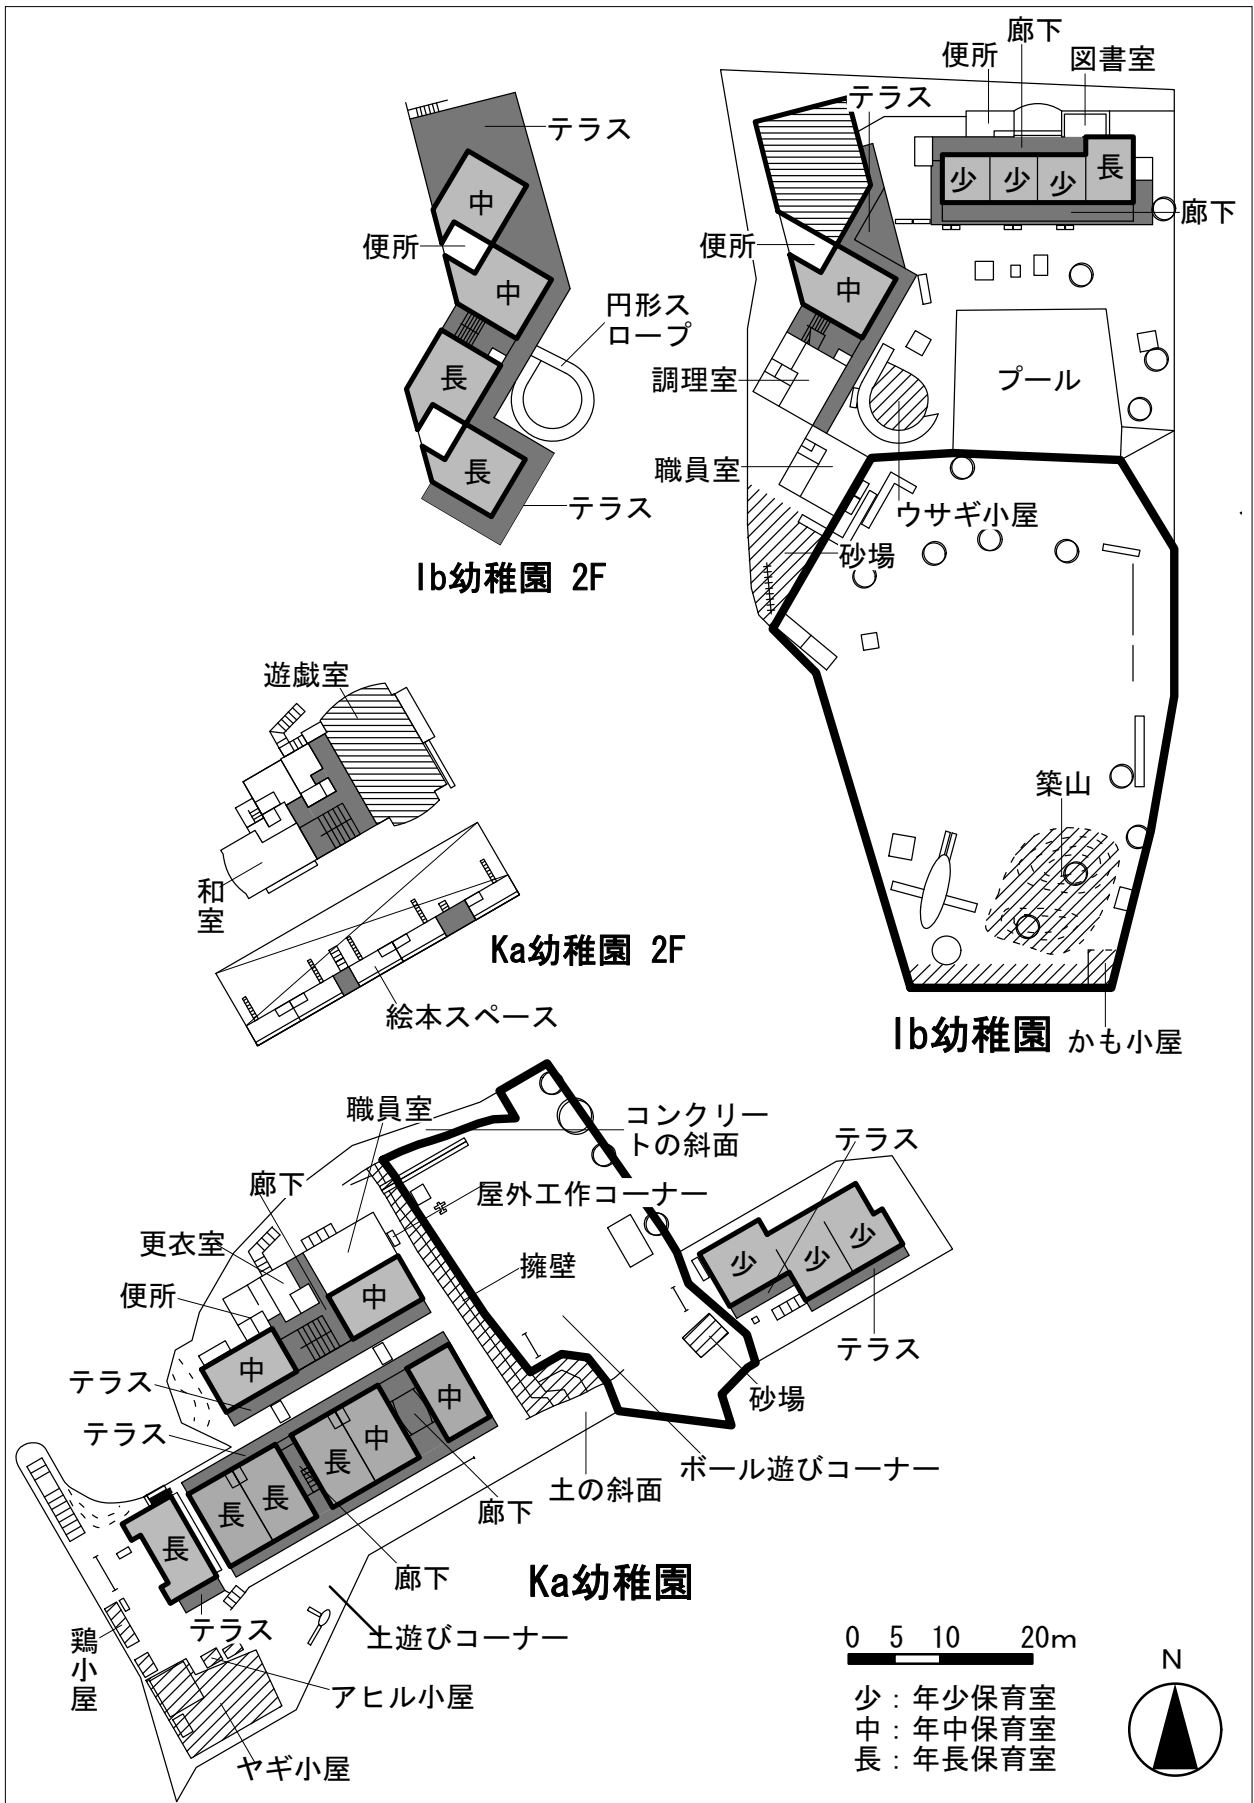 廊下
便所
図書室
テラス
テラス
少
少
少
長
中
便所
廊下
便所
中
中
円形ス
ロープ
長
調理室
プール
長
職員室
テラス
ウサギ小屋
砂場
Ib幼稚園 2F
遊戯室
築山
和
室
Ka幼稚園 2F
絵本スペース
Ib幼稚園
かも小屋
職員室
コンクリー
トの斜面
テラス
廊下
屋外工作コーナー
更衣室
擁壁
少
少
少
便所
中
中
テラス
テラス
中
砂場
テラス
中
長
ボール遊びコーナー
土の斜面
長
長
廊下
長
廊下
Ka幼稚園
テラス
土遊びコーナー
鶏
小
屋
アヒル小屋
ヤギ小屋
0 5 10 20m
N
少：年少保育室
中：年中保育室
長：年長保育室